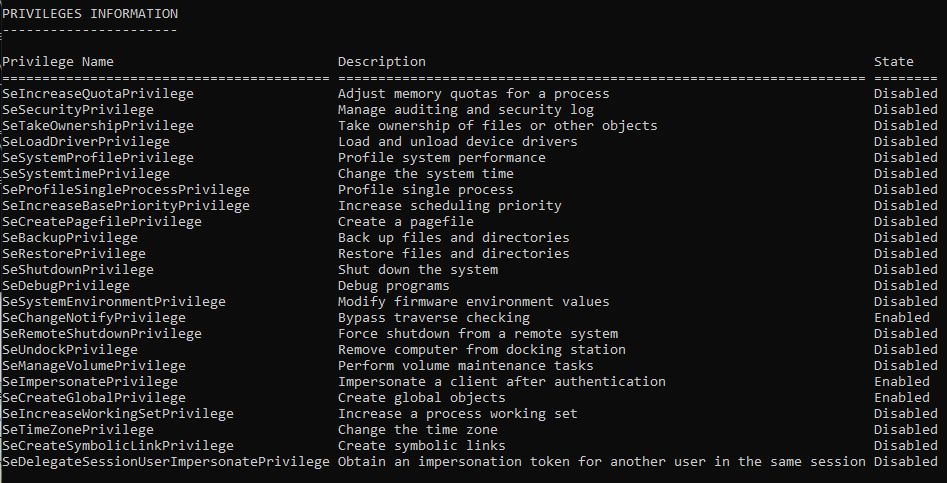 PRIVILEGES INFORMATION
----------------------
Privilege Name Description State
========================================= ================================================================== ========
SeIncreaseQuotaPrivilege Adjust memory quotas for a process Disabled
SeSecurityPrivilege Manage auditing and security log Disabled
SeTakeOwnershipPrivilege Take ownership of files or other objects Disabled
SeLoadDriverPrivilege Load and unload device drivers Disabled
SeSystemProfilePrivilege Profile system performance Disabled
SeSystemtimePrivilege Change the system time Disabled
SeProfileSingleProcessPrivilege Profile single process Disabled
SeIncreaseBasePriorityPrivilege Increase scheduling priority Disabled
SeCreatePagefilePrivilege Create a pagefile Disabled
SeBackupPrivilege Back up files and directories Disabled
SeRestorePrivilege Restore files and directories Disabled
SeShutdownPrivilege Shut down the system Disabled
SeDebugPrivilege Debug programs Disabled
SeSystemEnvironmentPrivilege Modify firmware environment values Disabled
SeChangeNotifyPrivilege Bypass traverse checking Enabled
SeRemoteShutdownPrivilege Force shutdown from a remote system Disabled
SeUndockPrivilege Remove computer from docking station Disabled
SeManageVolumePrivilege Perform volume maintenance tasks Disabled
SeImpersonatePrivilege Impersonate a client after authentication Enabled
SeCreateGlobalPrivilege Create global objects Enabled
SeIncreaseWorkingSetPrivilege Increase a process working set Disabled
SeTimeZonePrivilege Change the time zone Disabled
SeCreateSymbolicLinkPrivilege Create symbolic links Disabled
SeDelegateSessionUserImpersonatePrivilege Obtain an impersonation token for another user in the same session Disabled